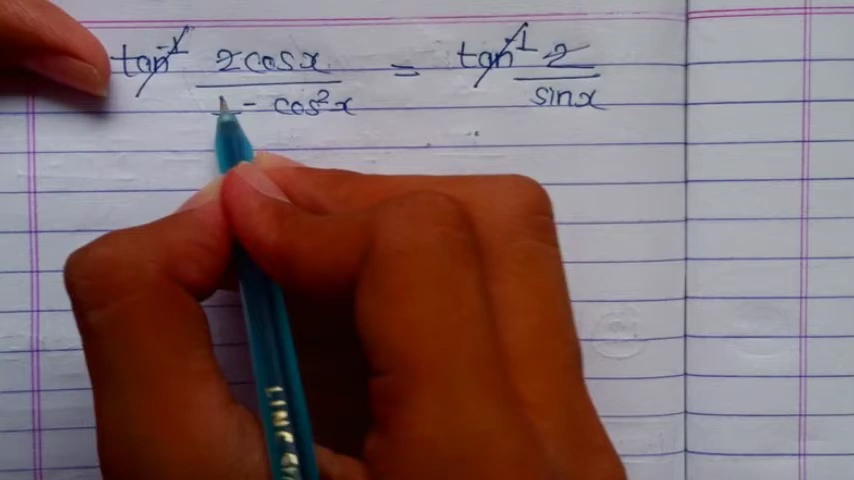 tan⁻¹ 2cosx / 1 - cos²x = tan⁻¹ 2 / sinx
LINC